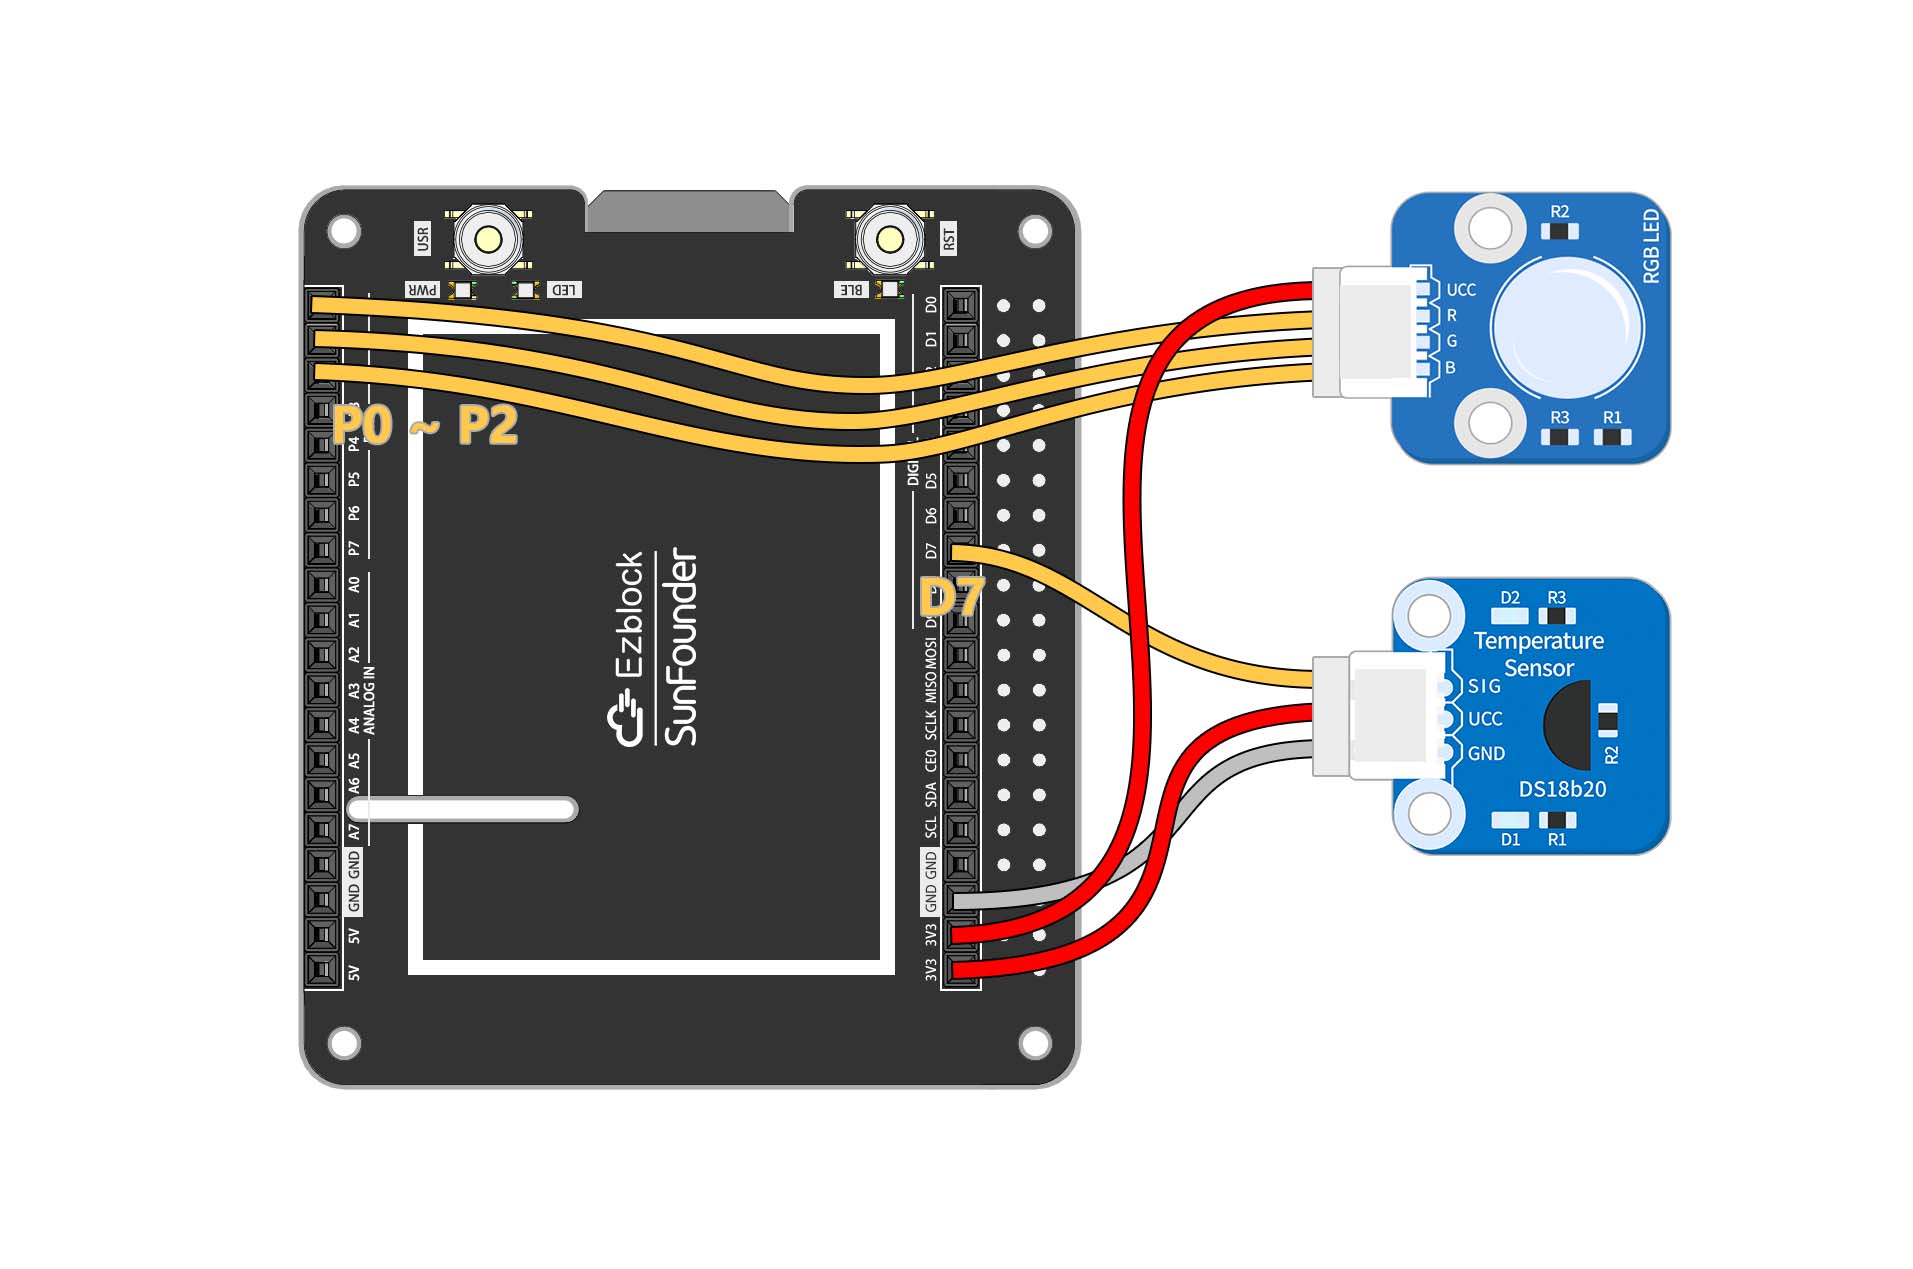 USR
PWR
LED
BLE
RST
P0 ~ P2
P4
P5
P6
P7
A0
A1
A2
A3
A4
A5
A6
A7
ANALOG IN
GND
GND
5V
5V
Ezblock
SunFounder
D0
D1
D5
D6
D7
D7
MOSI
MISO
SCLK
CE0
SDA
SCL
GND
GND
3V3
3V3
R2
RGB LED
UCC
R
G
B
R3
R1
D2
R3
Temperature
Sensor
SIG
UCC
GND
R2
DS18b20
D1
R1